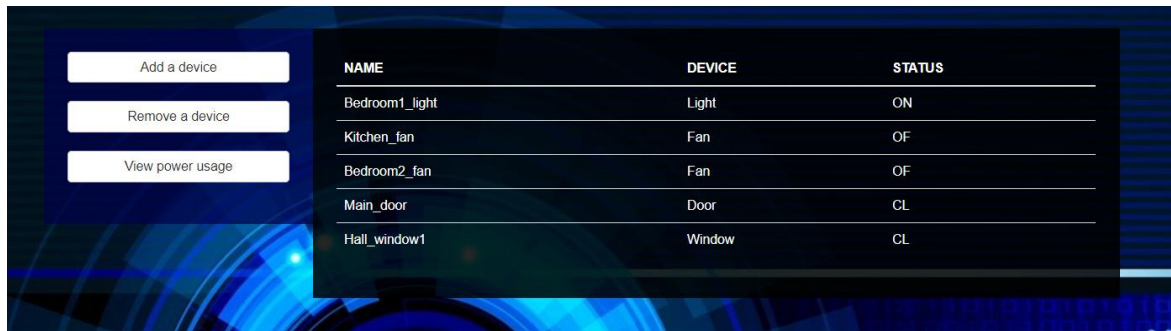 Add a device
Remove a device
View power usage
NAME DEVICE STATUS
Bedroom1_light Light ON
Kitchen_fan Fan OF
Bedroom2_fan Fan OF
Main_door Door CL
Hall_window1 Window CL